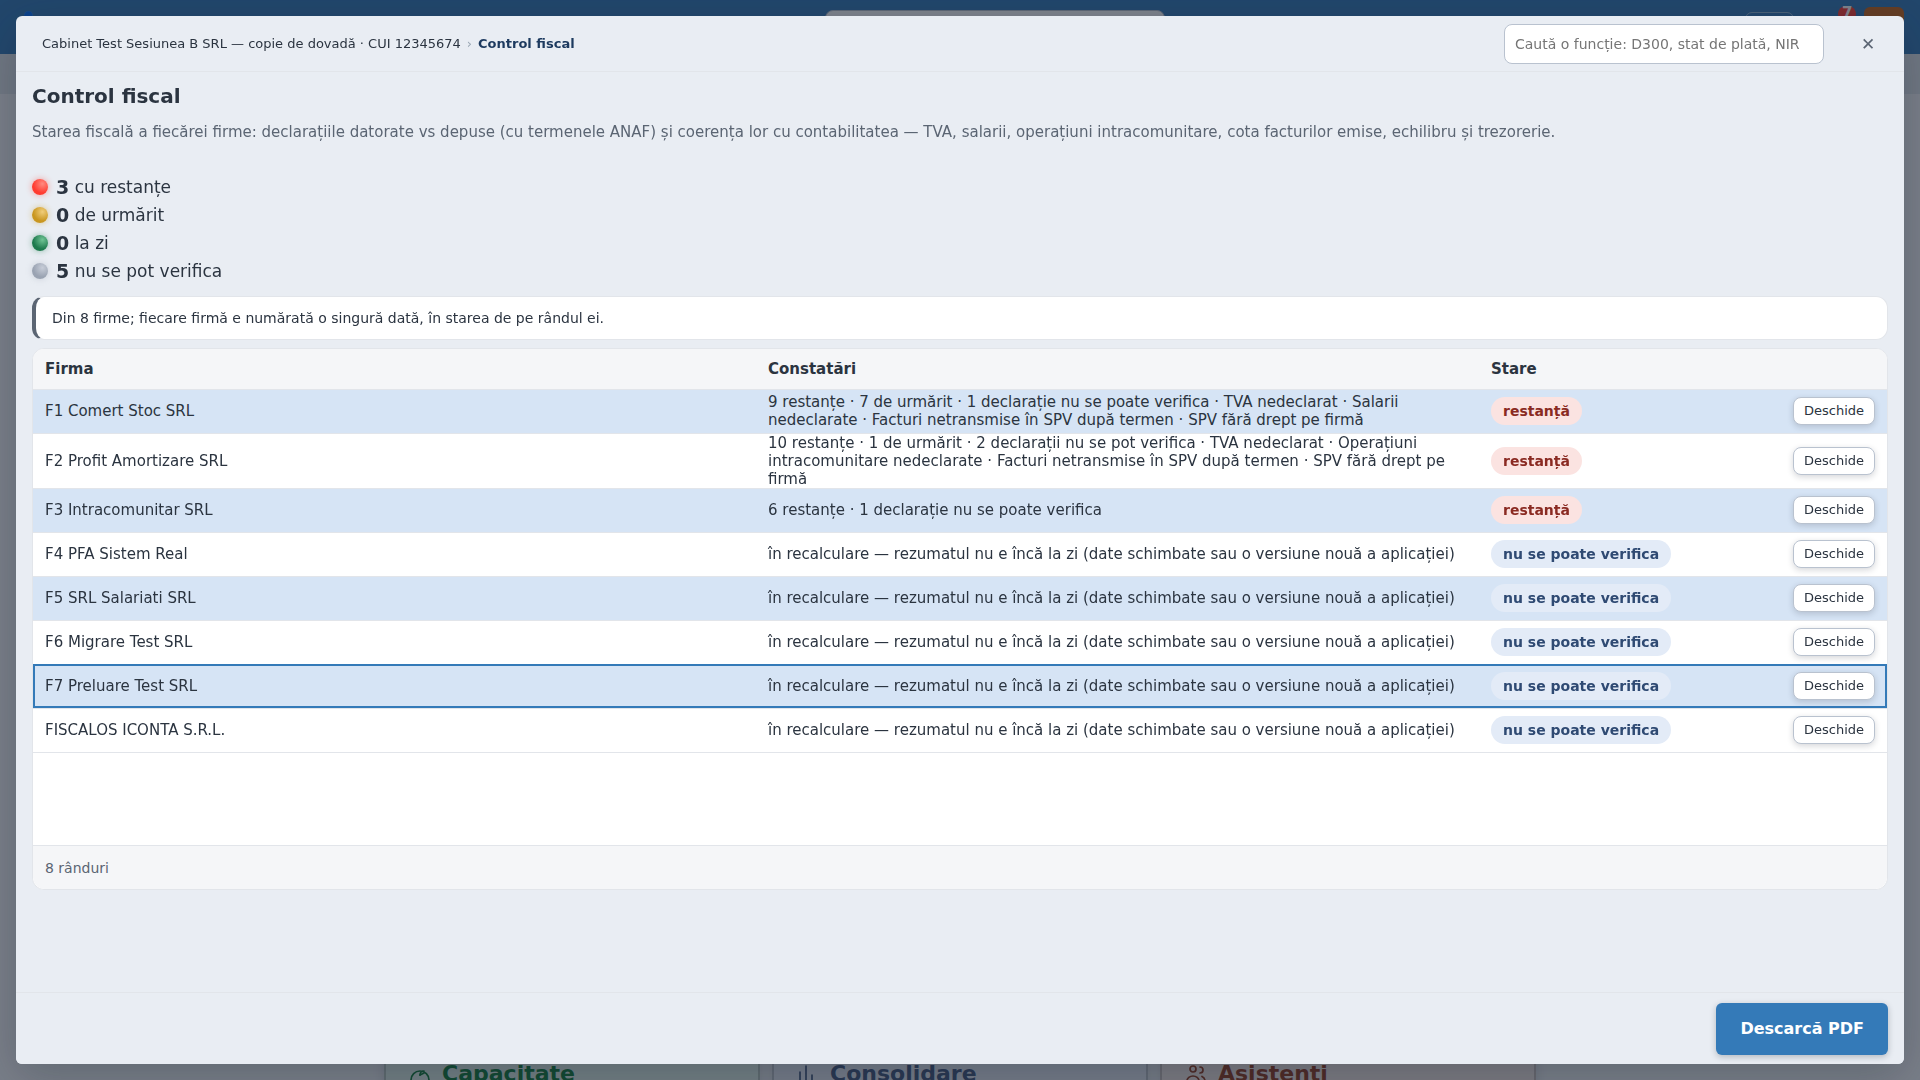 7
Cabinet Test Sesiunea B SRL — copie de dovadă · CUI 12345674 › Control fiscal
Caută o funcție: D300, stat de plată, NIR
✕
Control fiscal
Starea fiscală a fiecărei firme: declarațiile datorate vs depuse (cu termenele ANAF) și coerența lor cu contabilitatea — TVA, salarii, operațiuni intracomunitare, cota facturilor emise, echilibru și trezorerie.
3 cu restanțe
0 de urmărit
0 la zi
5 nu se pot verifica
Din 8 firme; fiecare firmă e numărată o singură dată, în starea de pe rândul ei.
Firma Constatări Stare
F1 Comert Stoc SRL 9 restanțe · 7 de urmărit · 1 declarație nu se poate verifica · TVA nedeclarat · Salarii
nedeclarate · Facturi netransmise în SPV după termen · SPV fără drept pe firmă restanță Deschide
F2 Profit Amortizare SRL 10 restanțe · 1 de urmărit · 2 declarații nu se pot verifica · TVA nedeclarat · Operațiuni
intracomunitare nedeclarate · Facturi netransmise în SPV după termen · SPV fără drept pe
firmă restanță Deschide
F3 Intracomunitar SRL 6 restanțe · 1 declarație nu se poate verifica restanță Deschide
F4 PFA Sistem Real în recalculare — rezumatul nu e încă la zi (date schimbate sau o versiune nouă a aplicației) nu se poate verifica Deschide
F5 SRL Salariati SRL în recalculare — rezumatul nu e încă la zi (date schimbate sau o versiune nouă a aplicației) nu se poate verifica Deschide
F6 Migrare Test SRL în recalculare — rezumatul nu e încă la zi (date schimbate sau o versiune nouă a aplicației) nu se poate verifica Deschide
F7 Preluare Test SRL în recalculare — rezumatul nu e încă la zi (date schimbate sau o versiune nouă a aplicației) nu se poate verifica Deschide
FISCALOS ICONTA S.R.L. în recalculare — rezumatul nu e încă la zi (date schimbate sau o versiune nouă a aplicației) nu se poate verifica Deschide
8 rânduri
Descarcă PDF
Capacitate Consolidare Asistenți